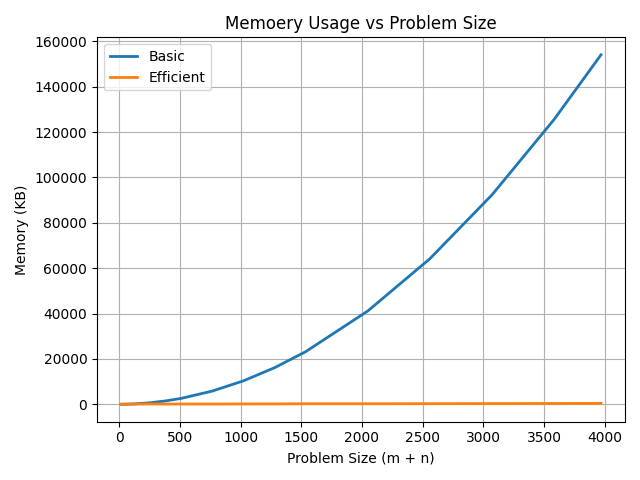 Memoery Usage vs Problem Size
160000
140000
120000
100000
80000
60000
40000
20000
0
Memory (KB)
Basic
Efficient
0 500 1000 1500 2000 2500 3000 3500 4000
Problem Size (m + n)